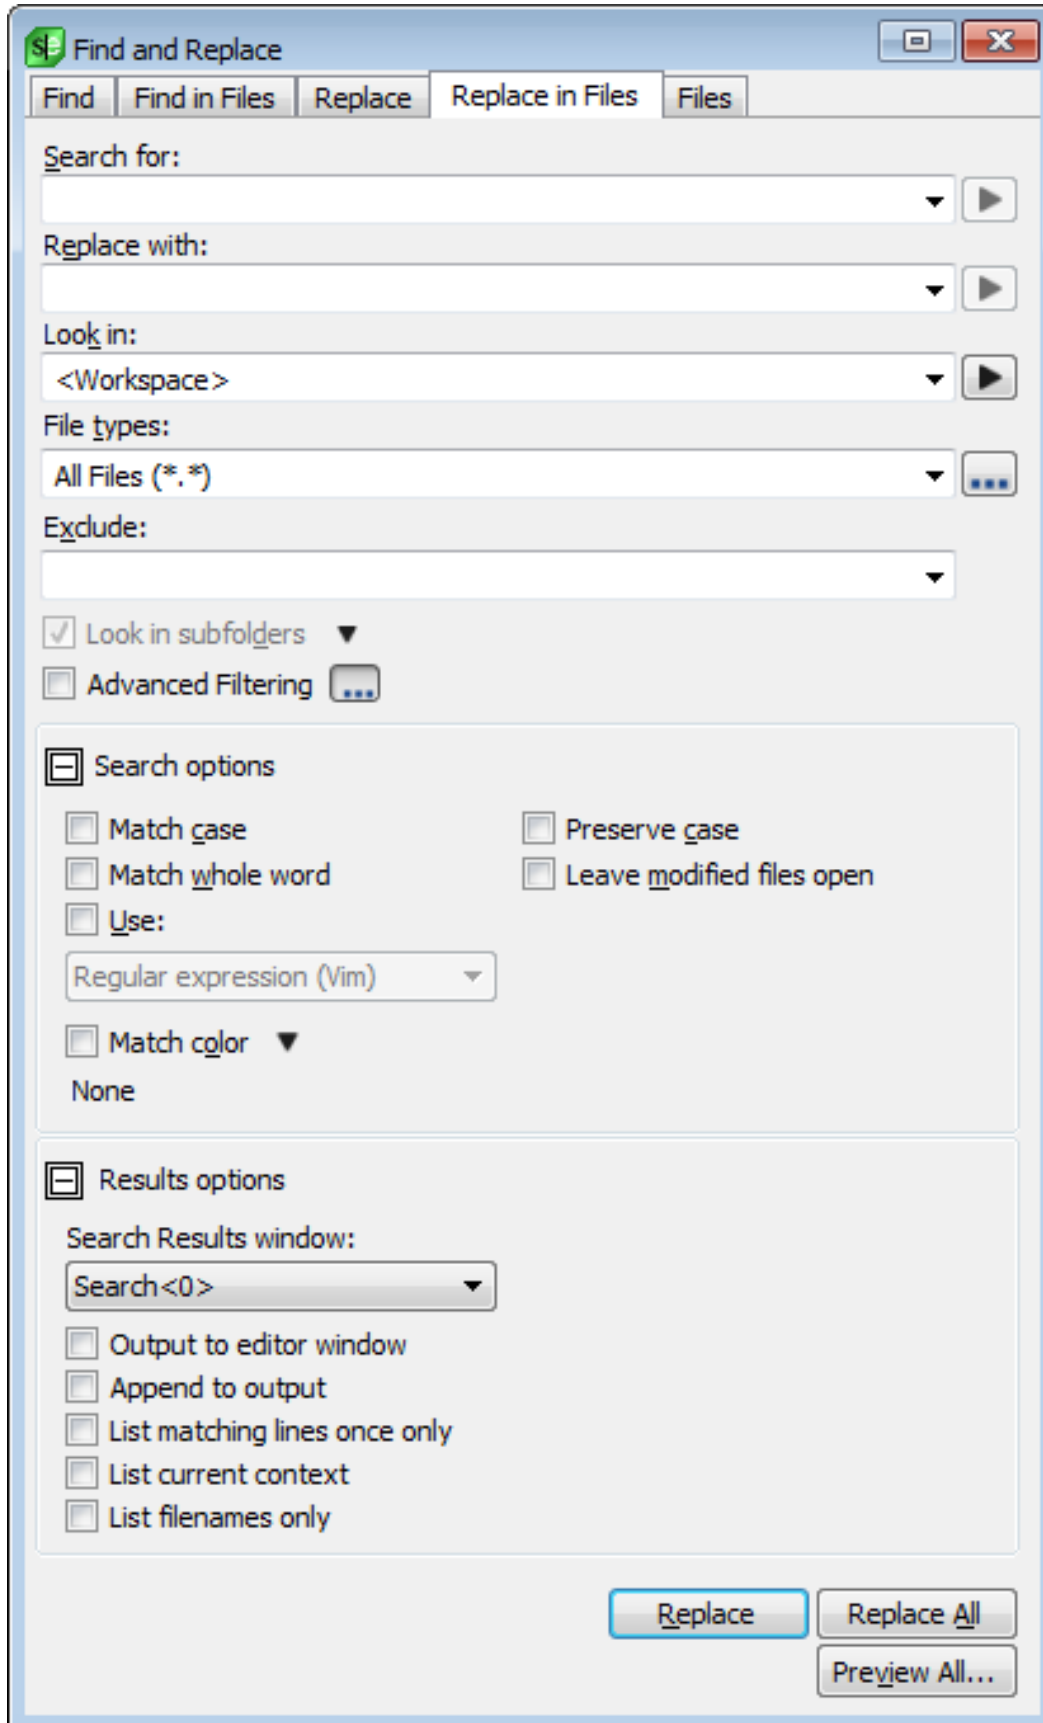 Find and Replace
Find Find in Files Replace Replace in Files Files
Search for:
Replace with:
Look in:
<Workspace>
File types:
All Files (*.*)
...
Exclude:
Look in subfolders
Advanced Filtering ...
Search options
Match case Preserve case
Match whole word Leave modified files open
Use:
Regular expression (Vim)
Match color
None
Results options
Search Results window:
Search<0>
Output to editor window
Append to output
List matching lines once only
List current context
List filenames only
Replace Replace All
Preview All...